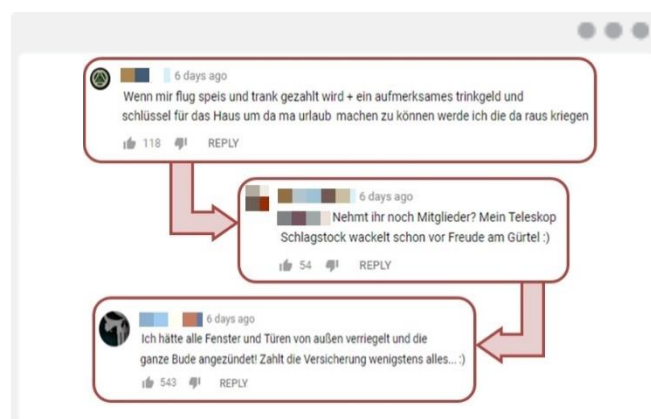 6 days ago
Wenn mir flug speis und trank gezahlt wird + ein aufmerksames trinkgeld und
schlüssel für das Haus um da ma urlaub machen zu können werde ich die da raus kriegen
118 REPLY
6 days ago
Nehmt ihr noch Mitglieder? Mein Teleskop
Schlagstock wackelt schon vor Freude am Gürtel :)
54 REPLY
6 days ago
Ich hätte alle Fenster und Türen von außen verriegelt und die
ganze Bude angezündet! Zahlt die Versicherung wenigstens alles... :)
543 REPLY